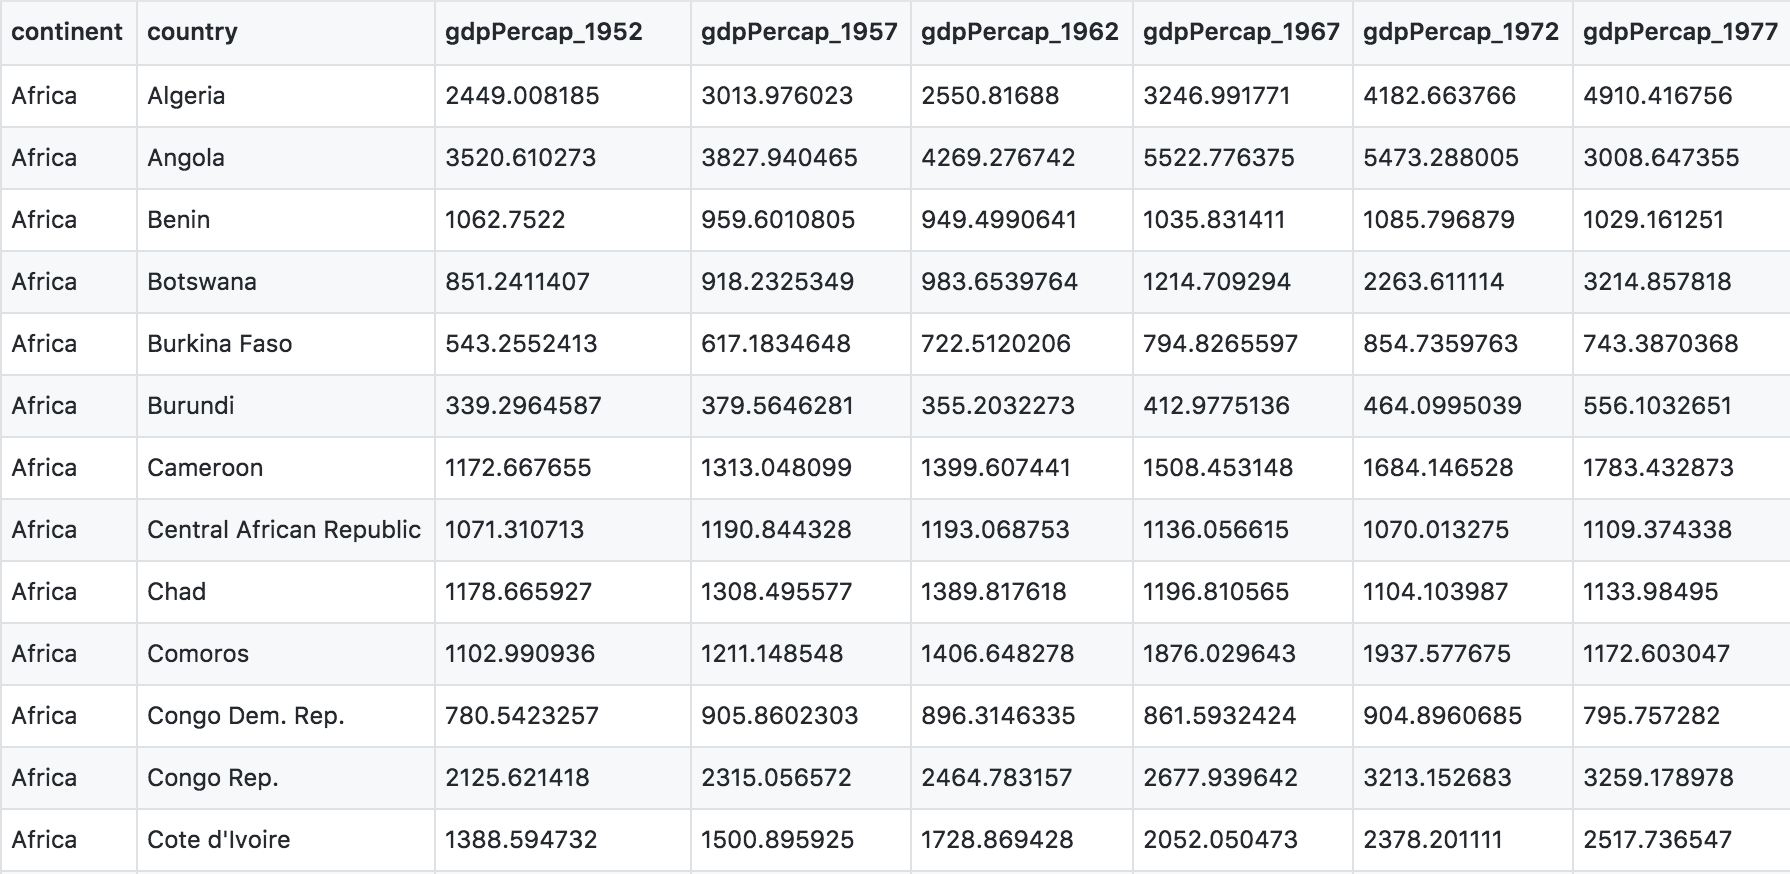 continent country gdpPercap_1952 gdpPercap_1957 gdpPercap_1962 gdpPercap_1967 gdpPercap_1972 gdpPercap_1977
Africa Algeria 2449.008185 3013.976023 2550.81688 3246.991771 4182.663766 4910.416756
Africa Angola 3520.610273 3827.940465 4269.276742 5522.776375 5473.288005 3008.647355
Africa Benin 1062.7522 959.6010805 949.4990641 1035.831411 1085.796879 1029.161251
Africa Botswana 851.2411407 918.2325349 983.6539764 1214.709294 2263.611114 3214.857818
Africa Burkina Faso 543.2552413 617.1834648 722.5120206 794.8265597 854.7359763 743.3870368
Africa Burundi 339.2964587 379.5646281 355.2032273 412.9775136 464.0995039 556.1032651
Africa Cameroon 1172.667655 1313.048099 1399.607441 1508.453148 1684.146528 1783.432873
Africa Central African Republic 1071.310713 1190.844328 1193.068753 1136.056615 1070.013275 1109.374338
Africa Chad 1178.665927 1308.495577 1389.817618 1196.810565 1104.103987 1133.98495
Africa Comoros 1102.990936 1211.148548 1406.648278 1876.029643 1937.577675 1172.603047
Africa Congo Dem. Rep. 780.5423257 905.8602303 896.3146335 861.5932424 904.8960685 795.757282
Africa Congo Rep. 2125.621418 2315.056572 2464.783157 2677.939642 3213.152683 3259.178978
Africa Cote d'Ivoire 1388.594732 1500.895925 1728.869428 2052.050473 2378.201111 2517.736547